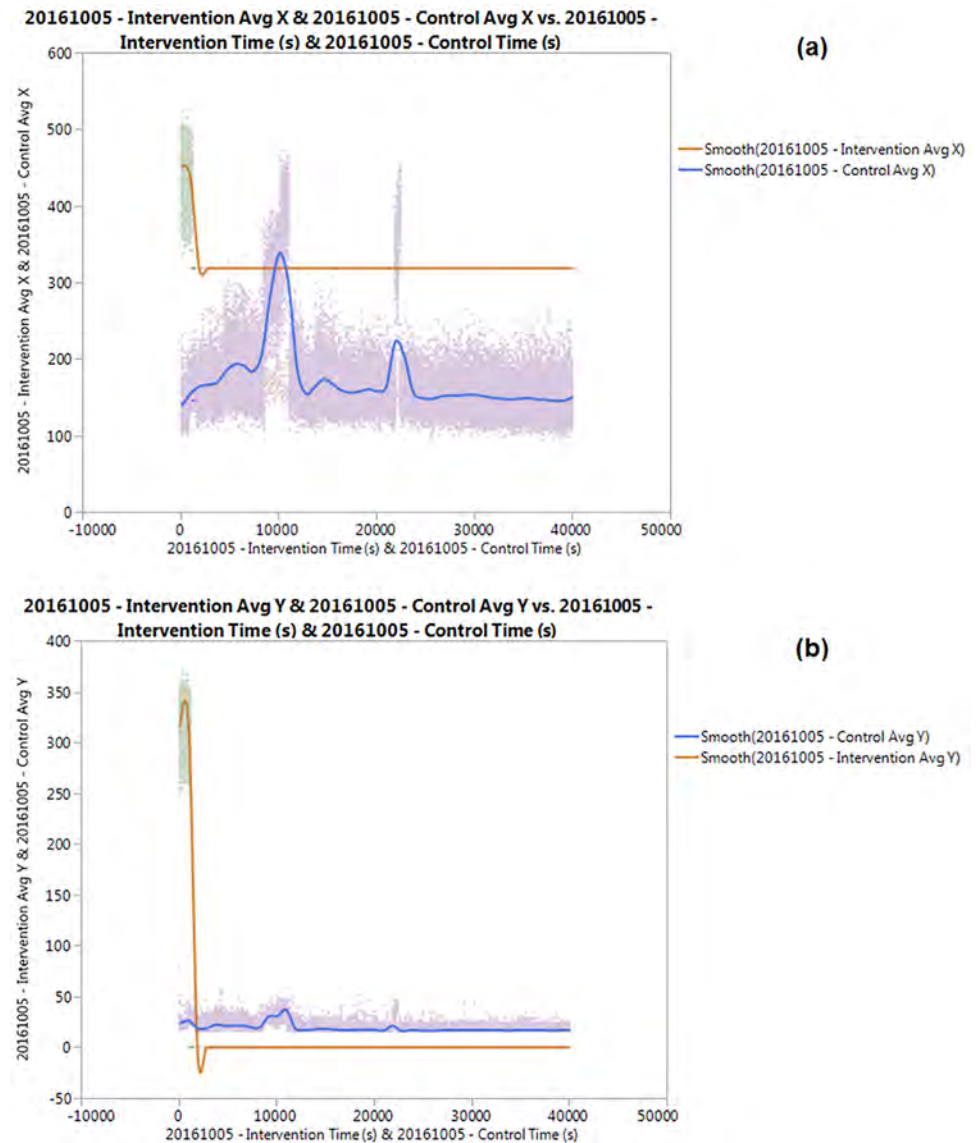 20161005 - Intervention Avg X & 20161005 - Control Avg X vs. 20161005 -
Intervention Time (s) & 20161005 - Control Time (s)
(a)
20161005 - Intervention Avg X & 20161005 - Control Avg X
600
500
400
300
200
100
0
-10000 0 10000 20000 30000 40000 50000
20161005 - Intervention Time (s) & 20161005 - Control Time (s)
Smooth(20161005 - Intervention Avg X)
Smooth(20161005 - Control Avg X)
20161005 - Intervention Avg Y & 20161005 - Control Avg Y vs. 20161005 -
Intervention Time (s) & 20161005 - Control Time (s)
(b)
20161005 - Intervention Avg Y & 20161005 - Control Avg Y
400
350
300
250
200
150
100
50
0
-50
-10000 0 10000 20000 30000 40000 50000
20161005 - Intervention Time (s) & 20161005 - Control Time (s)
Smooth(20161005 - Control Avg Y)
Smooth(20161005 - Intervention Avg Y)